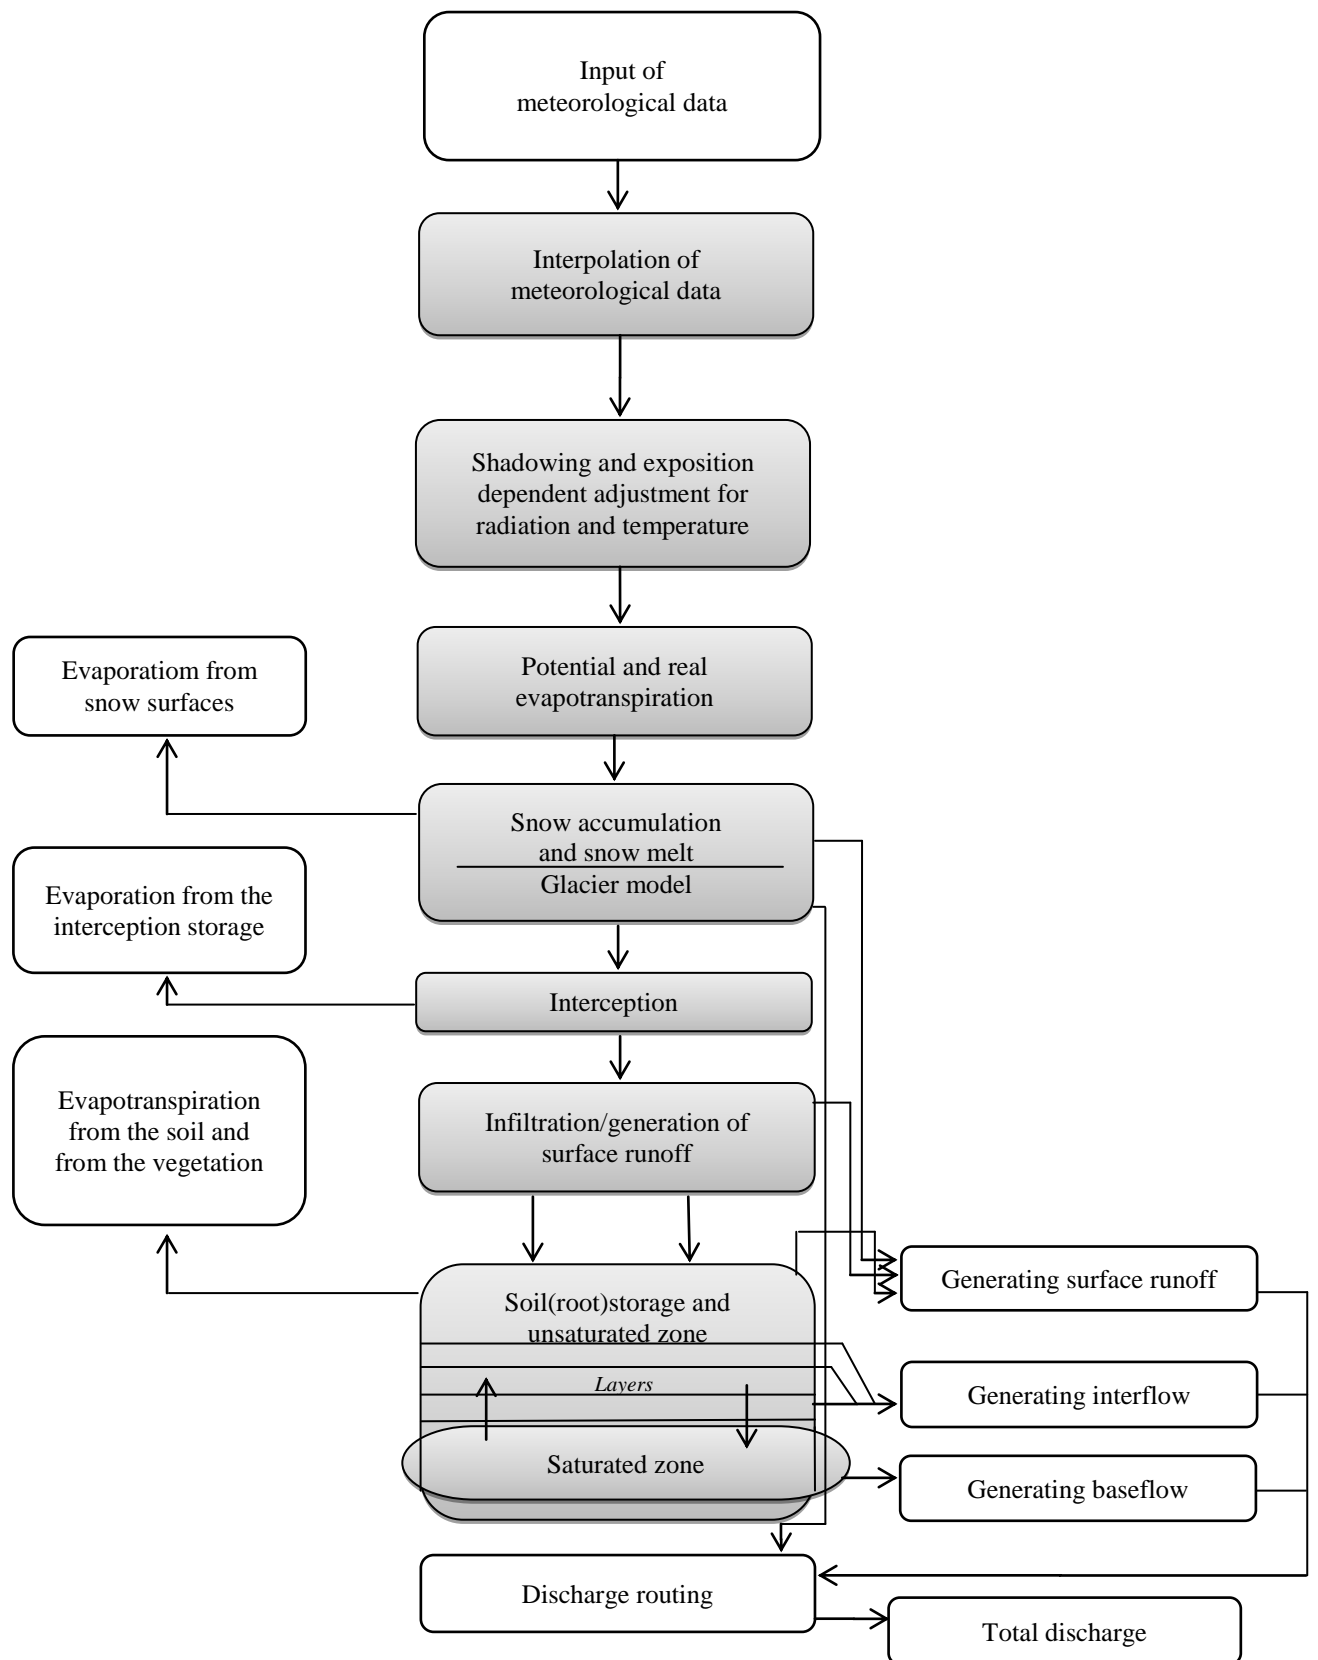 Input of
meteorological data
Interpolation of
meteorological data
Shadowing and exposition
dependent adjustment for
radiation and temperature
Potential and real
evapotranspiration
Evaporatiom from
snow surfaces
Snow accumulation
and snow melt
Glacier model
Evaporation from the
interception storage
Interception
Evapotranspiration
from the soil and
from the vegetation
Infiltration/generation of
surface runoff
Soil(root)storage and
unsaturated zone
Layers
Saturated zone
Generating surface runoff
Generating interflow
Generating baseflow
Discharge routing
Total discharge